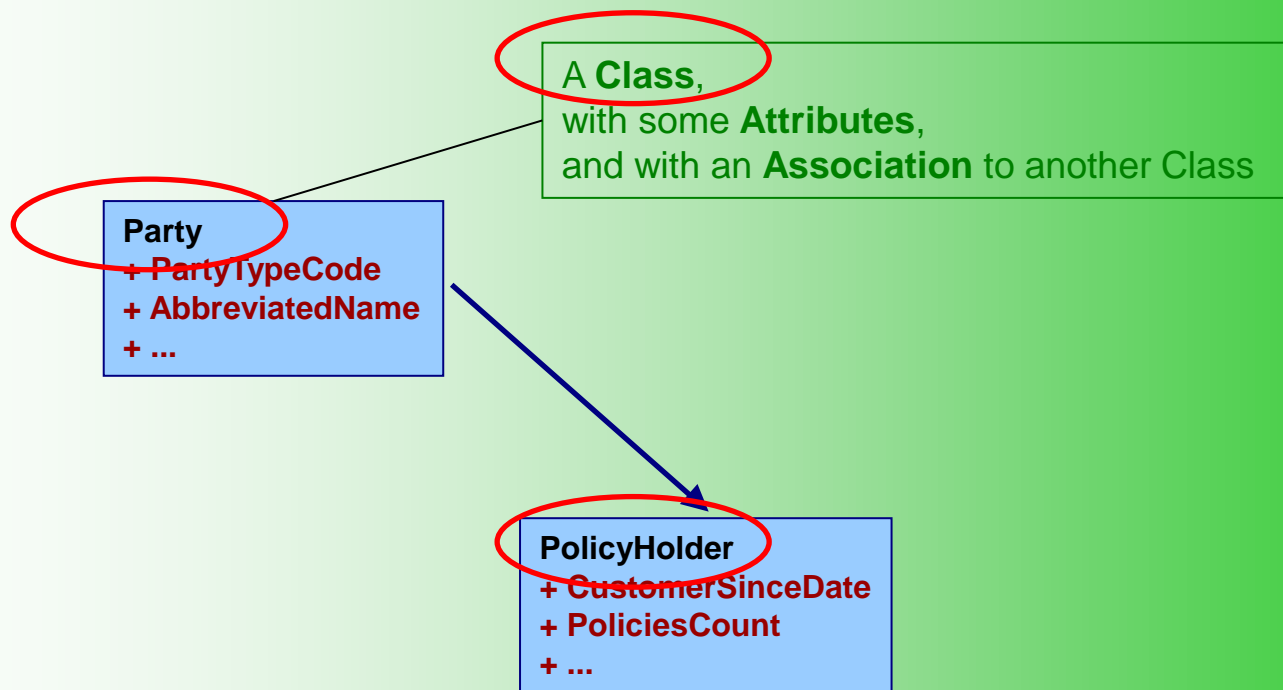 A Class,
with some Attributes,
and with an Association to another Class
Party
+ PartyTypeCode
+ AbbreviatedName
+ ...
PolicyHolder
+ CustomerSinceDate
+ PoliciesCount
+ ...